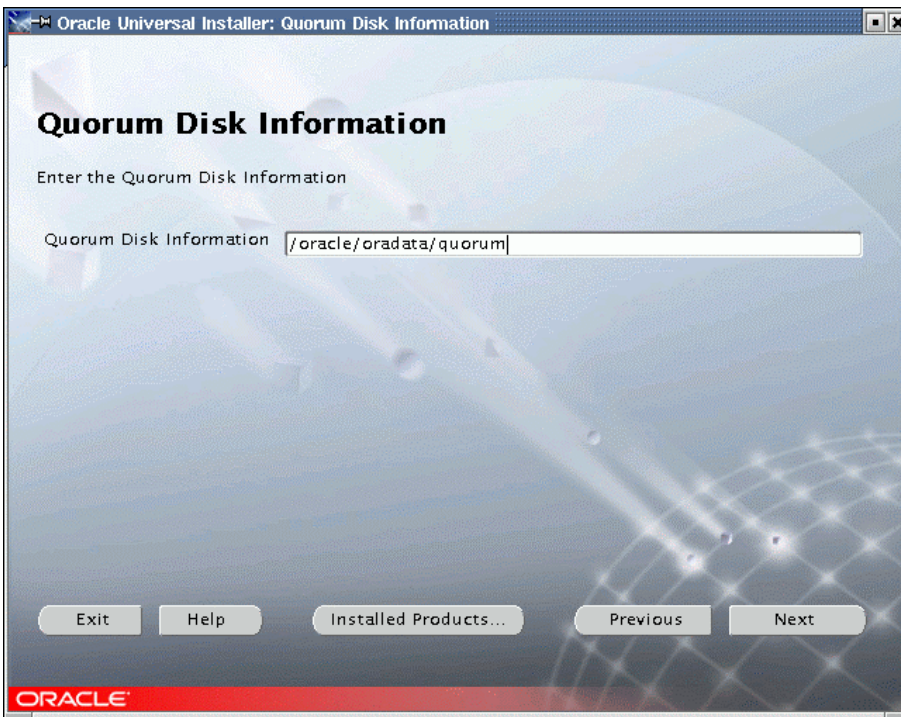 Oracle Universal Installer: Quorum Disk Information
Quorum Disk Information
Enter the Quorum Disk Information
Quorum Disk Information /oracle/oradata/quorum
Exit Help Installed Products... Previous Next
ORACLE